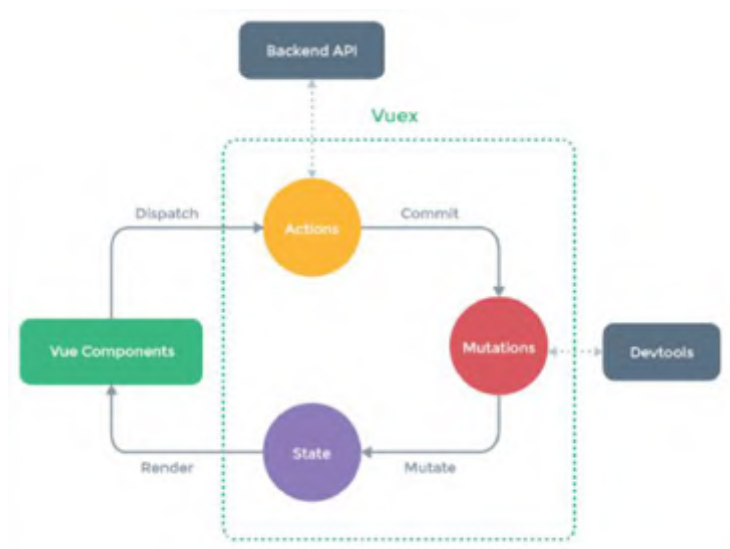 Backend API
Vuex
Dispatch
Actions
Commit
Vue Components
Mutations
Devtools
State
Render
Mutate